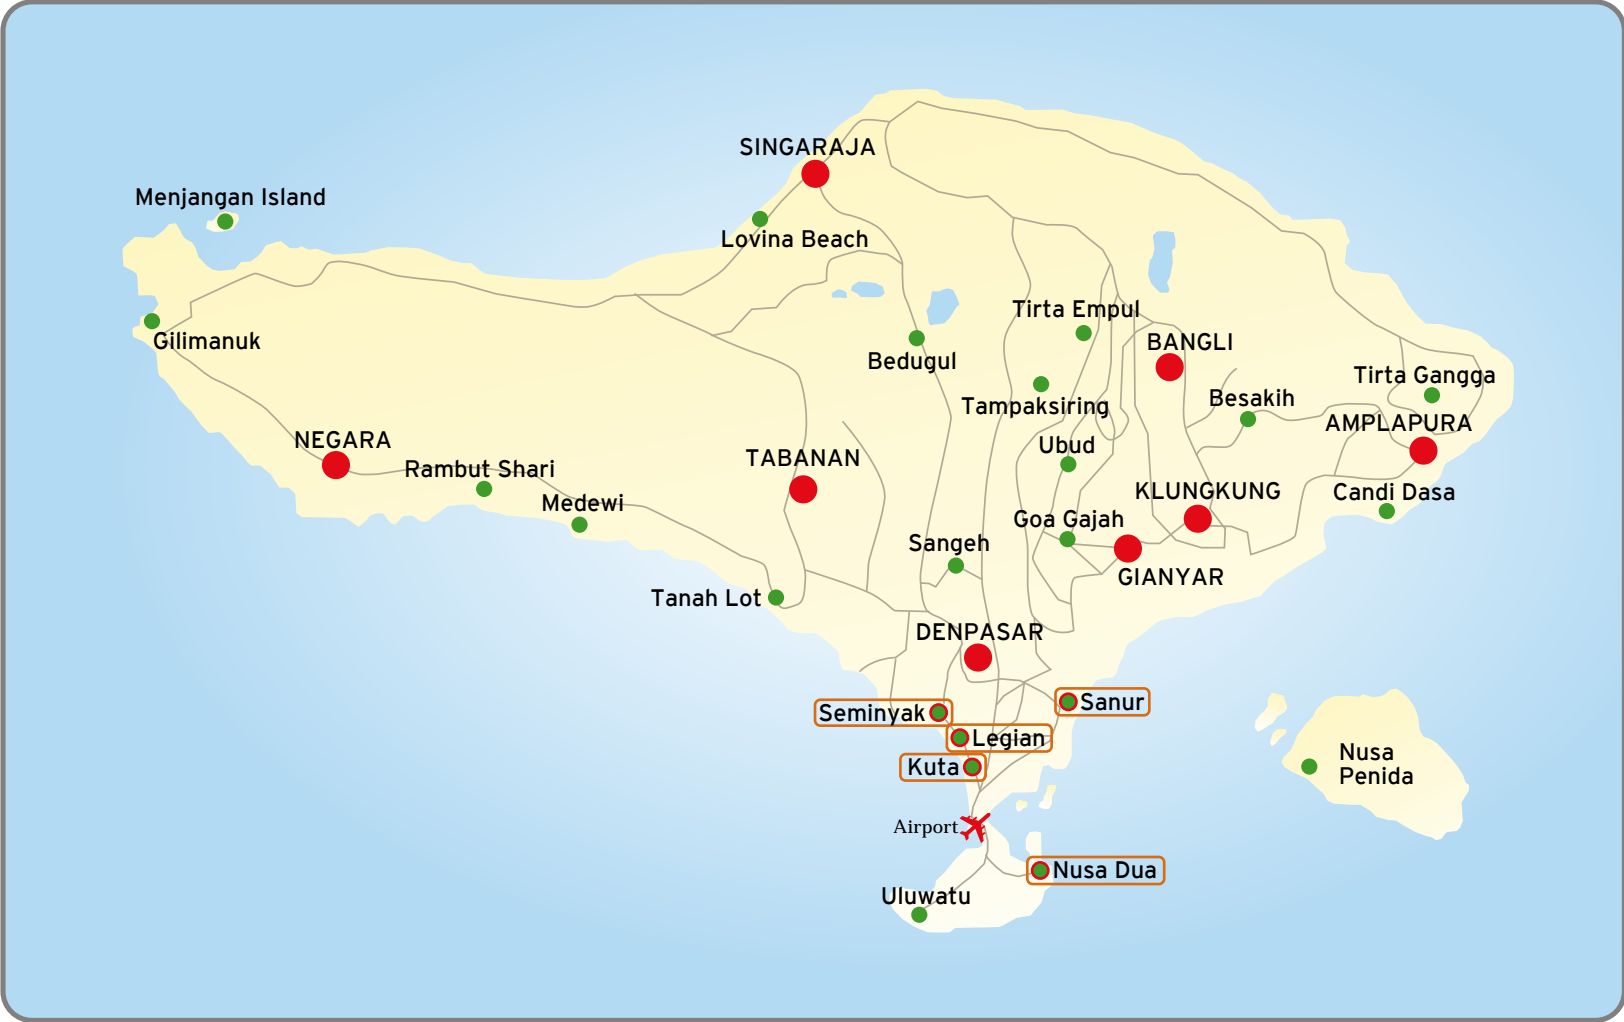 SINGARAJA
Menjangan Island
Lovina Beach
Tirta Empul
Gilimanuk
BANGLI
Bedugul
Tirta Gangga
Besakih
Tampaksiring
AMPLAPURA
NEGARA
Ubud
TABANAN
Rambut Shari
KLUNGKUNG
Candi Dasa
Medewi
Goa Gajah
Sangeh
GIANYAR
Tanah Lot
DENPASAR
Sanur
Seminyak
Legian
Nusa
Penida
Kuta
Airport
Nusa Dua
Uluwatu